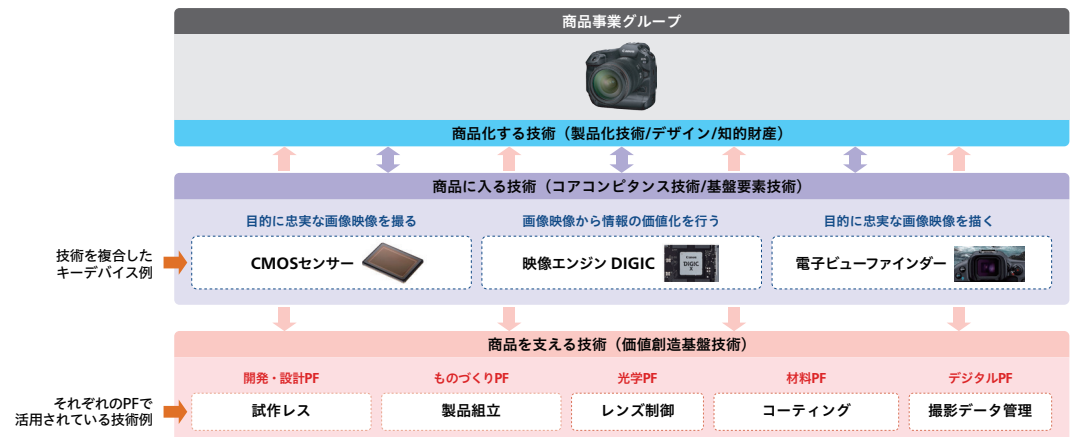 商品事業グループ
商品化する技術（製品化技術/デザイン/知的財産）
商品に入る技術（コアコンピタンス技術/基盤要素技術）
目的に忠実な画像映像を撮る
画像映像から情報の価値化を行う
目的に忠実な画像映像を描く
技術を複合した
キーデバイス例
CMOSセンサー
映像エンジン DIGIC
DIGIC
X
電子ビューファインダー
商品を支える技術（価値創造基盤技術）
開発・設計PF
ものづくりPF
光学PF
材料PF
デジタルPF
それぞれのPFで
活用されている技術例
試作レス
製品組立
レンズ制御
コーティング
撮影データ管理